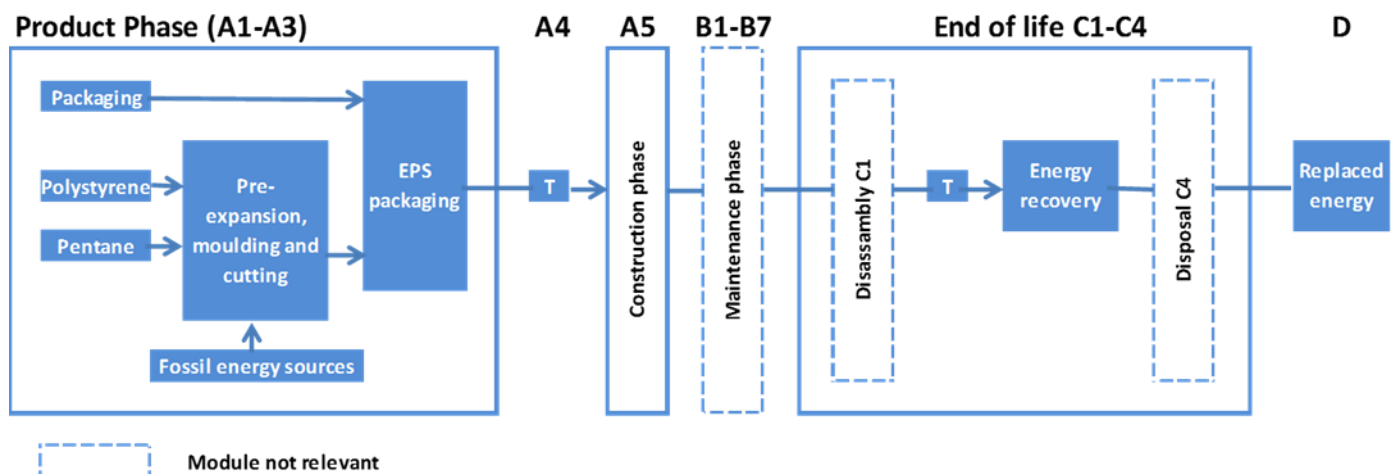 Product Phase (A1-A3)
A4
A5
B1-B7
End of life C1-C4
D
Packaging
Polystyrene
Pentane
Pre-
expansion,
moulding and
cutting
Fossil energy sources
EPS
packaging
T
Construction phase
Maintenance phase
Disassambly C1
T
Energy
recovery
Disposal C4
Replaced
energy
Module not relevant